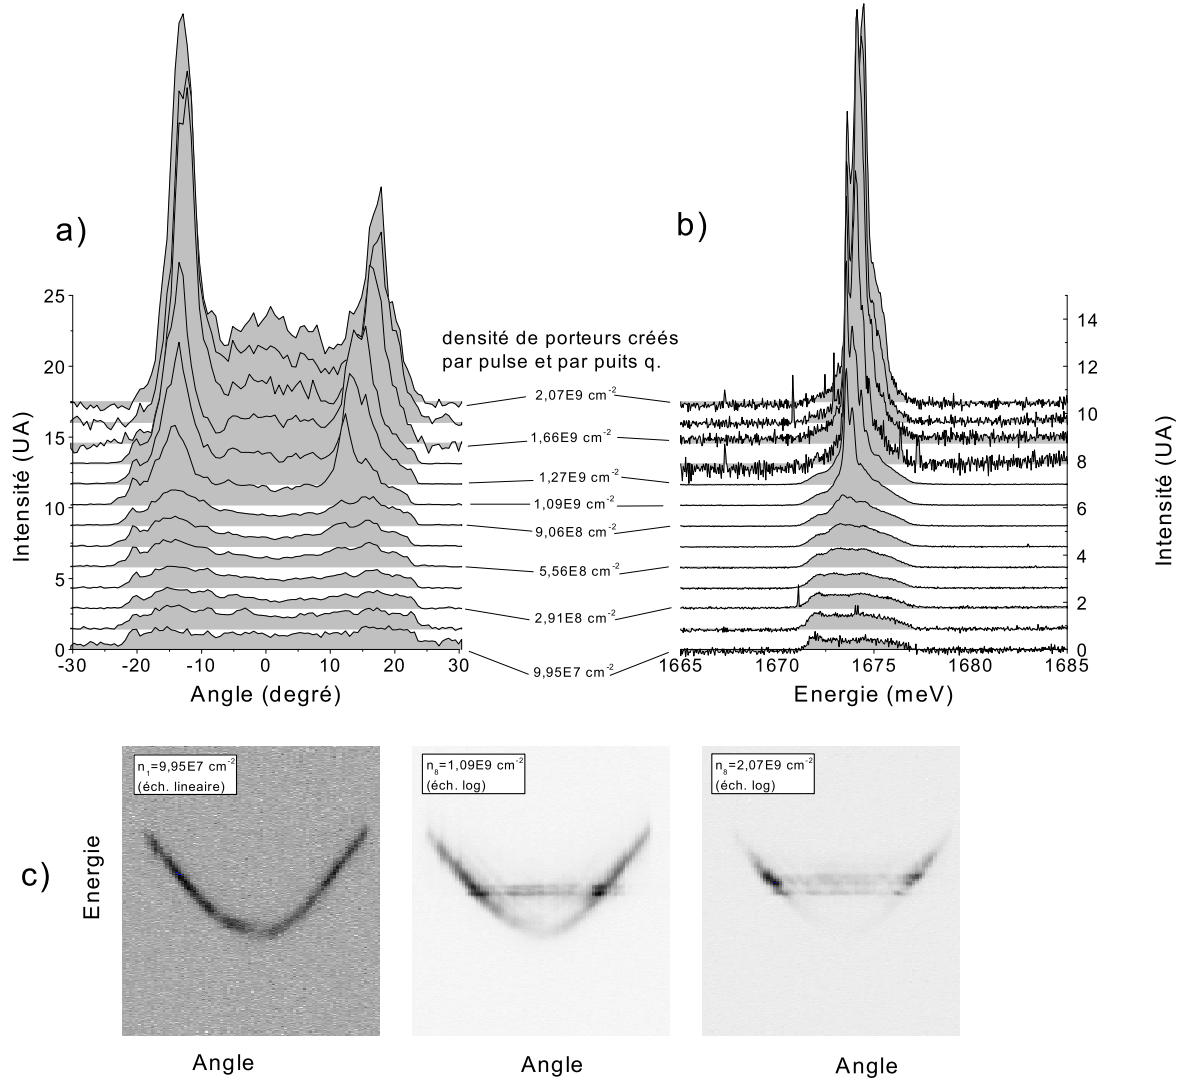 a)
b)
25
20
15
10
5
0
-30
-20
-10
0
10
20
30
Intensité (UA)
Angle (degré)
densité de porteurs créés
par pulse et par puits q.
2,07E9 cm⁻²
1,66E9 cm⁻²
1,27E9 cm⁻²
1,09E9 cm⁻²
9,06E8 cm⁻²
5,56E8 cm⁻²
2,91E8 cm⁻²
9,95E7 cm⁻²
14
12
10
8
6
4
2
0
1665
1670
1675
1680
1685
Intensité (UA)
Energie (meV)
c)
Energie
n₁=9,95E7 cm⁻²
(éch. lineaire)
Angle
n₈=1,09E9 cm⁻²
(éch. log)
Angle
n₈=2,07E9 cm⁻²
(éch. log)
Angle